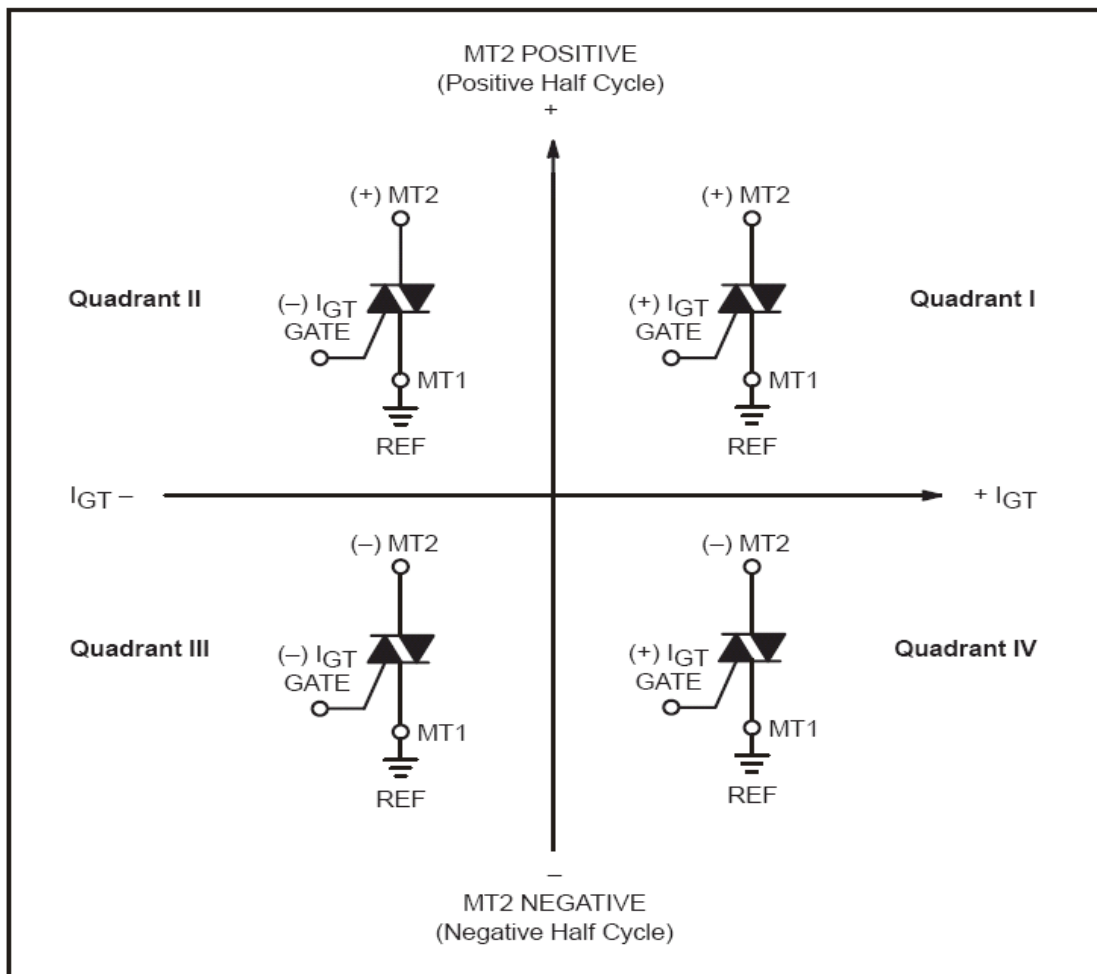 MT2 POSITIVE
(Positive Half Cycle)
+
(+) MT2
(+) MT2
Quadrant II
(–) IGT
GATE
(+) IGT
GATE
Quadrant I
MT1
MT1
REF
REF
IGT –
+ IGT
(–) MT2
(–) MT2
Quadrant III
(–) IGT
GATE
(+) IGT
GATE
Quadrant IV
MT1
MT1
REF
REF
–
MT2 NEGATIVE
(Negative Half Cycle)